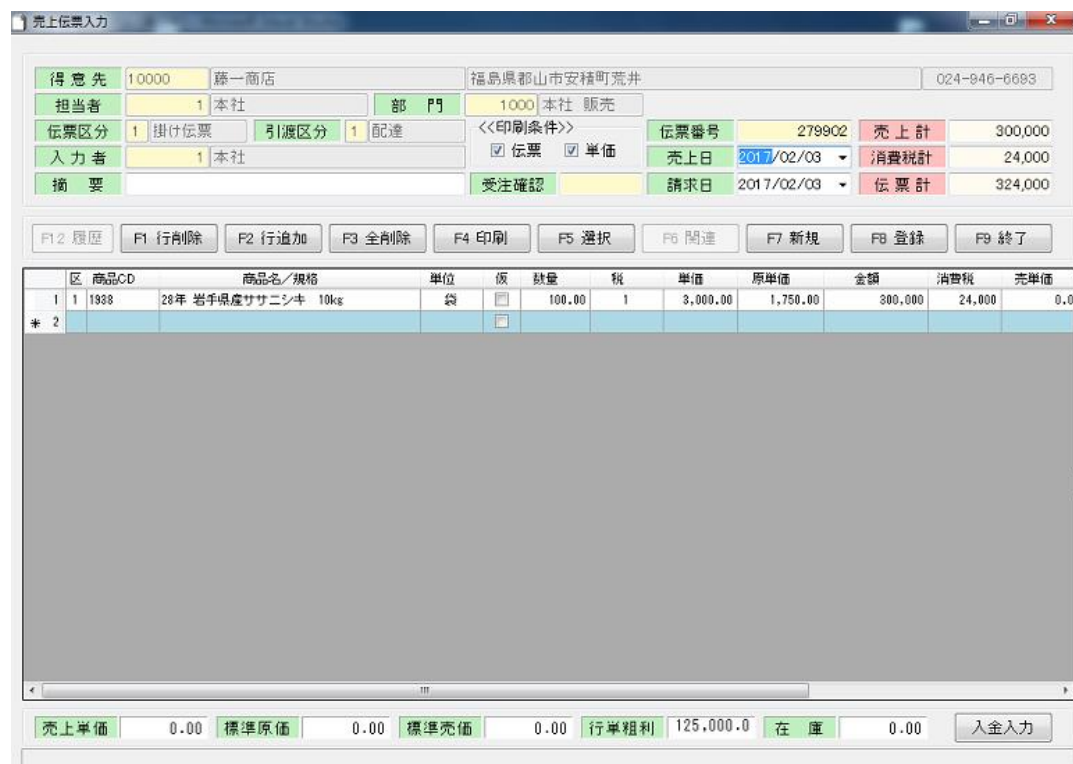 売上伝票入力
得意先 10000 藤一商店 福島県郡山市安積町荒井 024-946-6693
担当者 1 本社 部 門 1000 本社 販売
伝票区分 1 掛け伝票 引渡区分 1 配達 <<印刷条件>> 伝票番号 279902 売上計 300,000
入力者 1 本社 伝票 単価 売上日 2017/02/03 消費税計 24,000
摘 要 受注確認 請求日 2017/02/03 伝票計 324,000
F12 履歴 F1 行削除 F2 行追加 F3 全削除 F4 印刷 F5 選択 F6 関連 F7 新規 F8 登録 F9 終了
区 商品CD 商品名/規格 単位 仮 数量 税 単価 原単価 金額 消費税 売単価
1 1 1938 28年 岩手県産ササニシキ 10kg 袋 100.00 1 3,000.00 1,750.00 300,000 24,000 0.0
* 2
売上単価 0.00 標準原価 0.00 標準売価 0.00 行単粗利 125,000.0 在 庫 0.00 入金入力